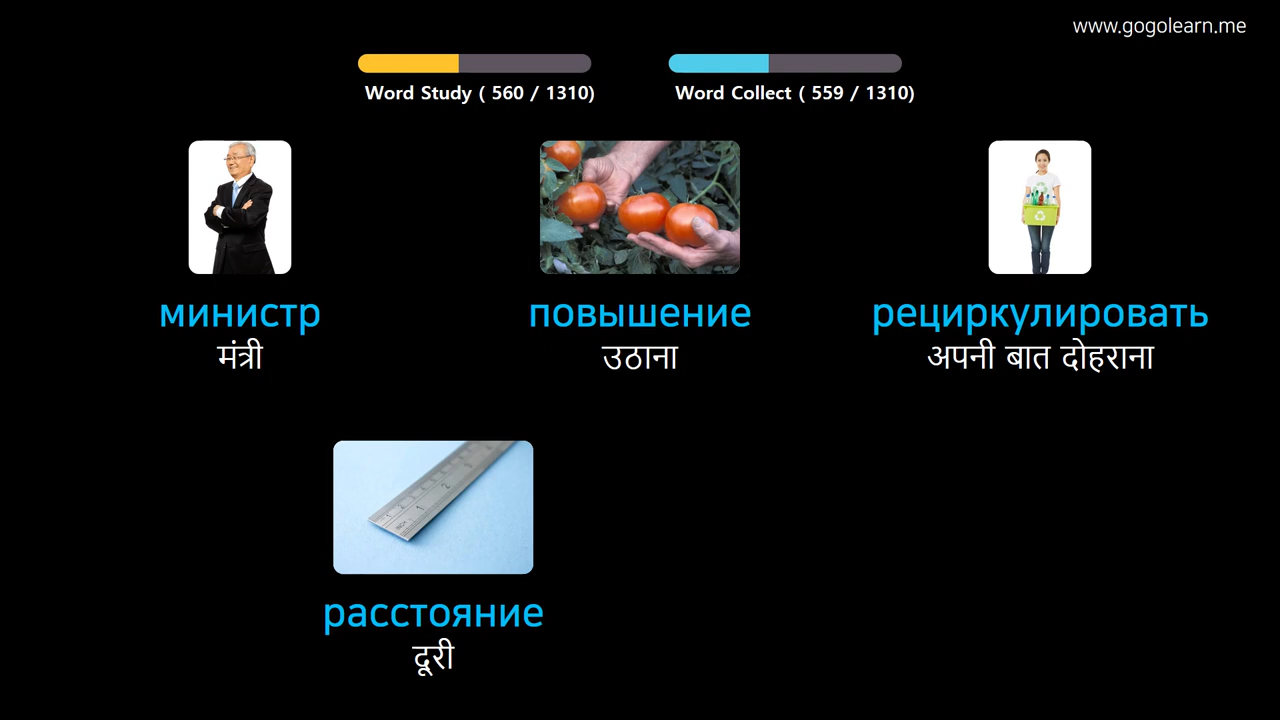 www.gogolearn.me
Word Study ( 560 / 1310)
Word Collect ( 559 / 1310)
министр
मंत्री
повышение
उठाना
рециркулировать
अपनी बात दोहराना
расстояние
दूरी